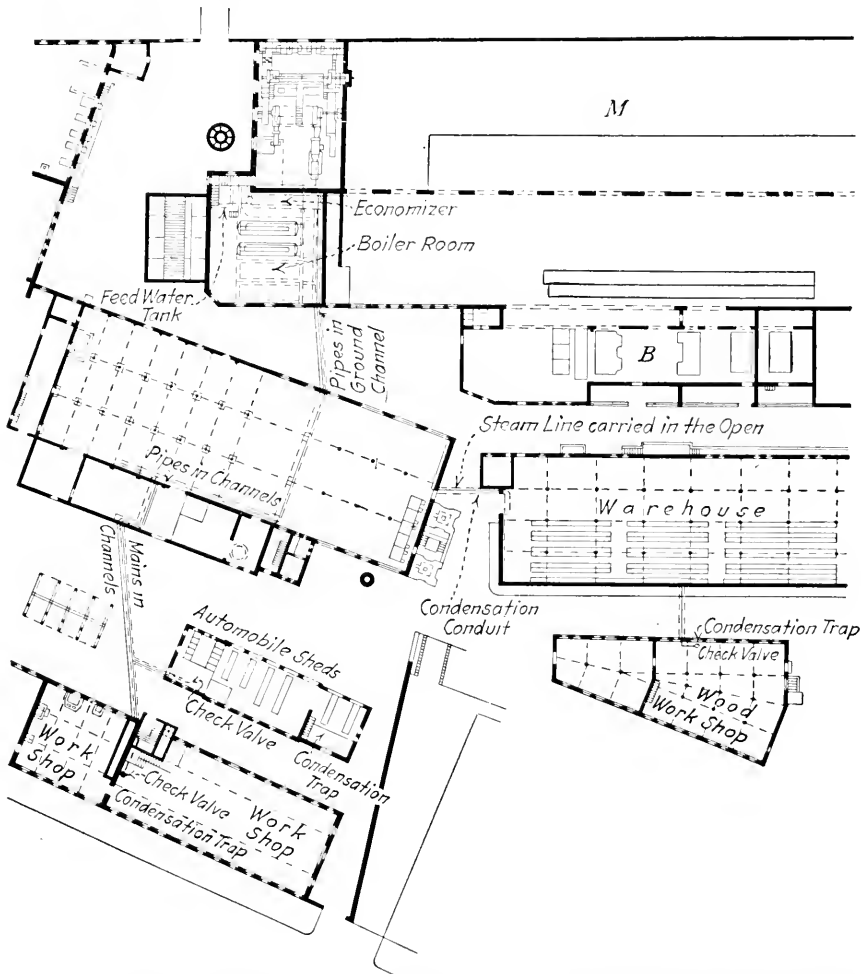 M
Economizer
Boiler Room
Feed Water
Tank
Pipes in
Ground
Channel
B
Steam Line carried in the Open
Pipes in Channels
Warehouse
Mains in
Channels
Condensation
Conduit
Automobile Sheds
Check Valve
Condensation
Trap
Condensation Trap
Check Valve
Wood
Work Shop
Work
Shop
Check Valve
Condensation Trap
Work
Shop